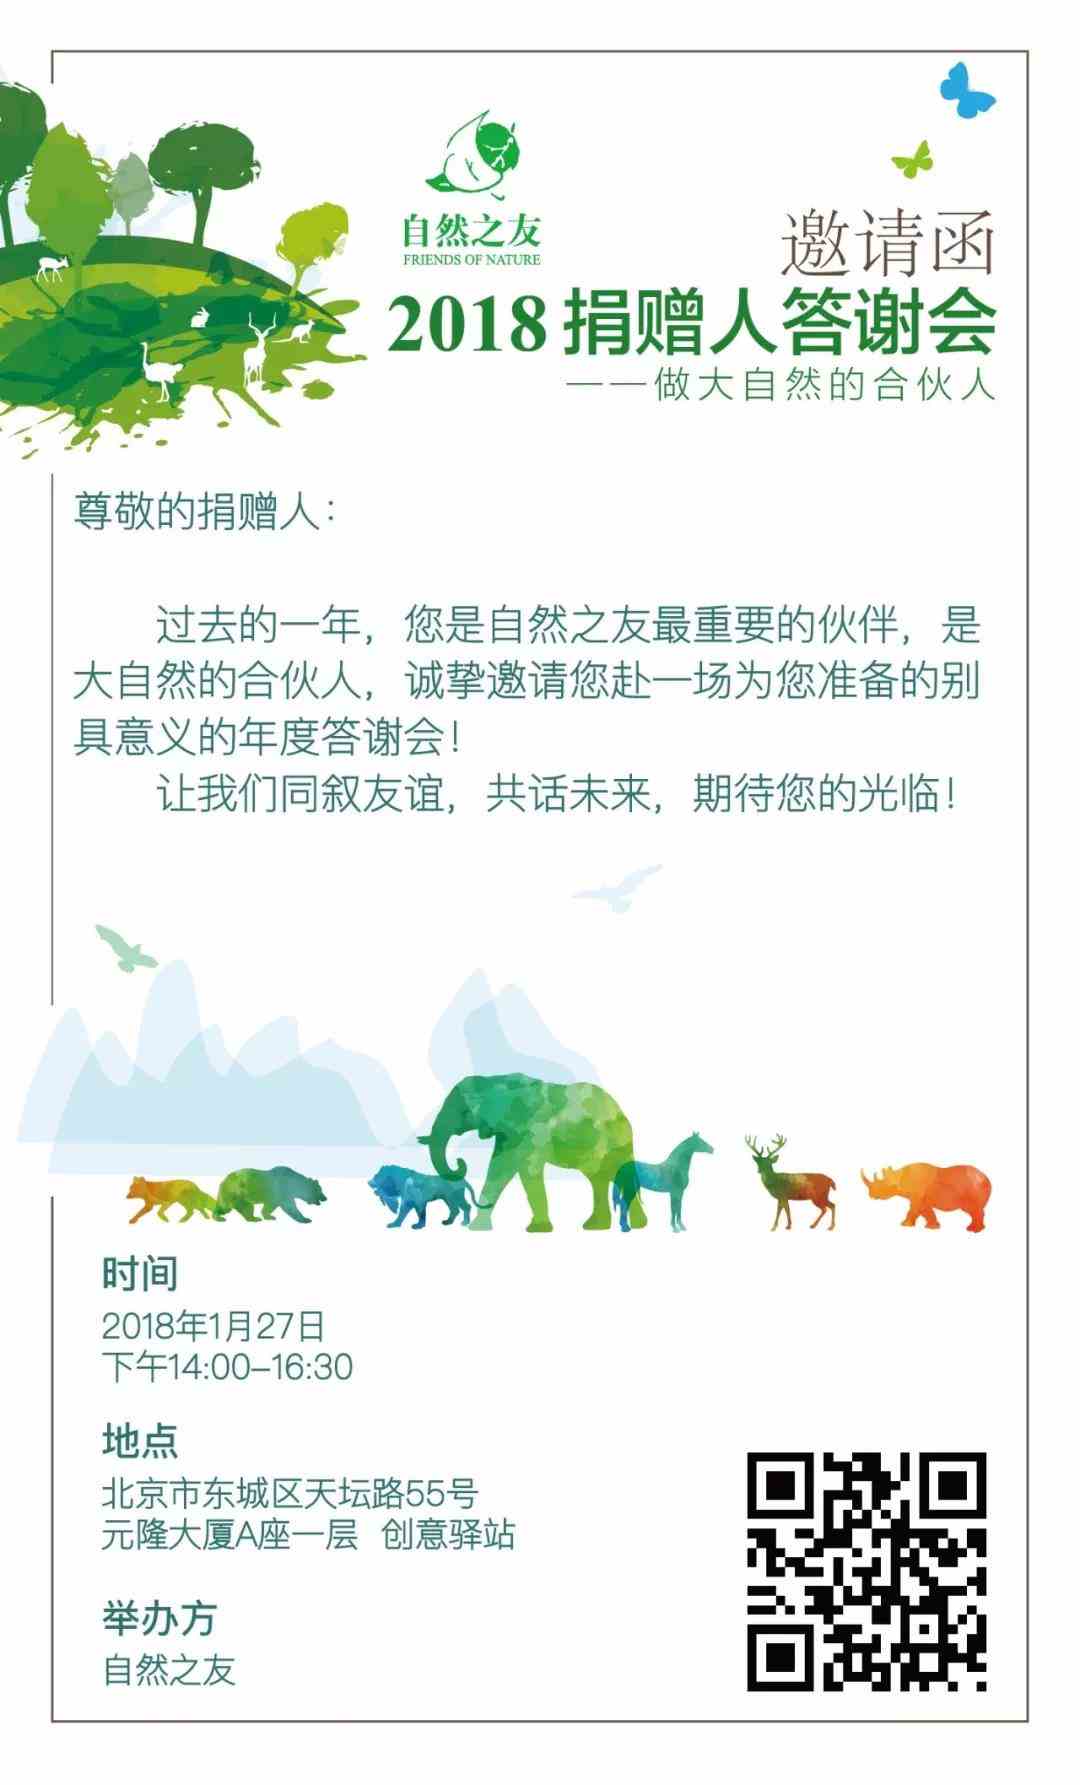 自然之友
FRIENDS OF NATURE
邀请函
2018捐赠人答谢会
——做大自然的合伙人
尊敬的捐赠人：
过去的一年，您是自然之友最重要的伙伴，是
大自然的合伙人，诚挚邀请您赴一场为您准备的别
具意义的年度答谢会！
让我们同叙友谊，共话未来，期待您的光临！
时间
2018年1月27日
下午14:00-16:30
地点
北京市东城区天坛路55号
元隆大厦A座一层 创意驿站
举办方
自然之友